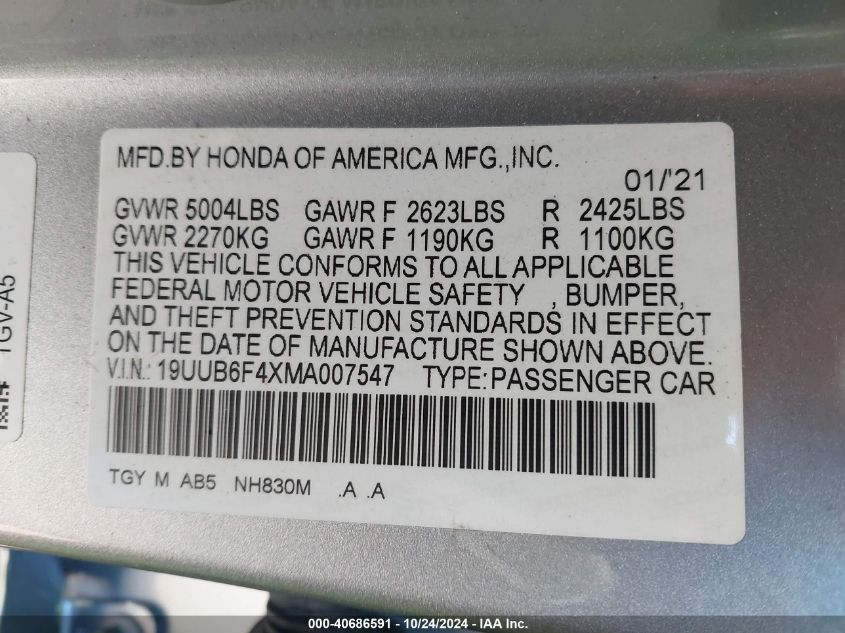 MFD.BY HONDA OF AMERICA MFG.,INC.
01/'21
GVWR 5004LBS GAWR F 2623LBS R 2425LBS
GVWR 2270KG GAWR F 1190KG R 1100KG
THIS VEHICLE CONFORMS TO ALL APPLICABLE
FEDERAL MOTOR VEHICLE SAFETY , BUMPER,
AND THEFT PREVENTION STANDARDS IN EFFECT
ON THE DATE OF MANUFACTURE SHOWN ABOVE.
V.I.N.: 19UUB6F4XMA007547 TYPE:PASSENGER CAR
TGY M AB5 NH830M .A .A
TGV-A5
000-40686591 / 10/24/2024 - IAA Inc.